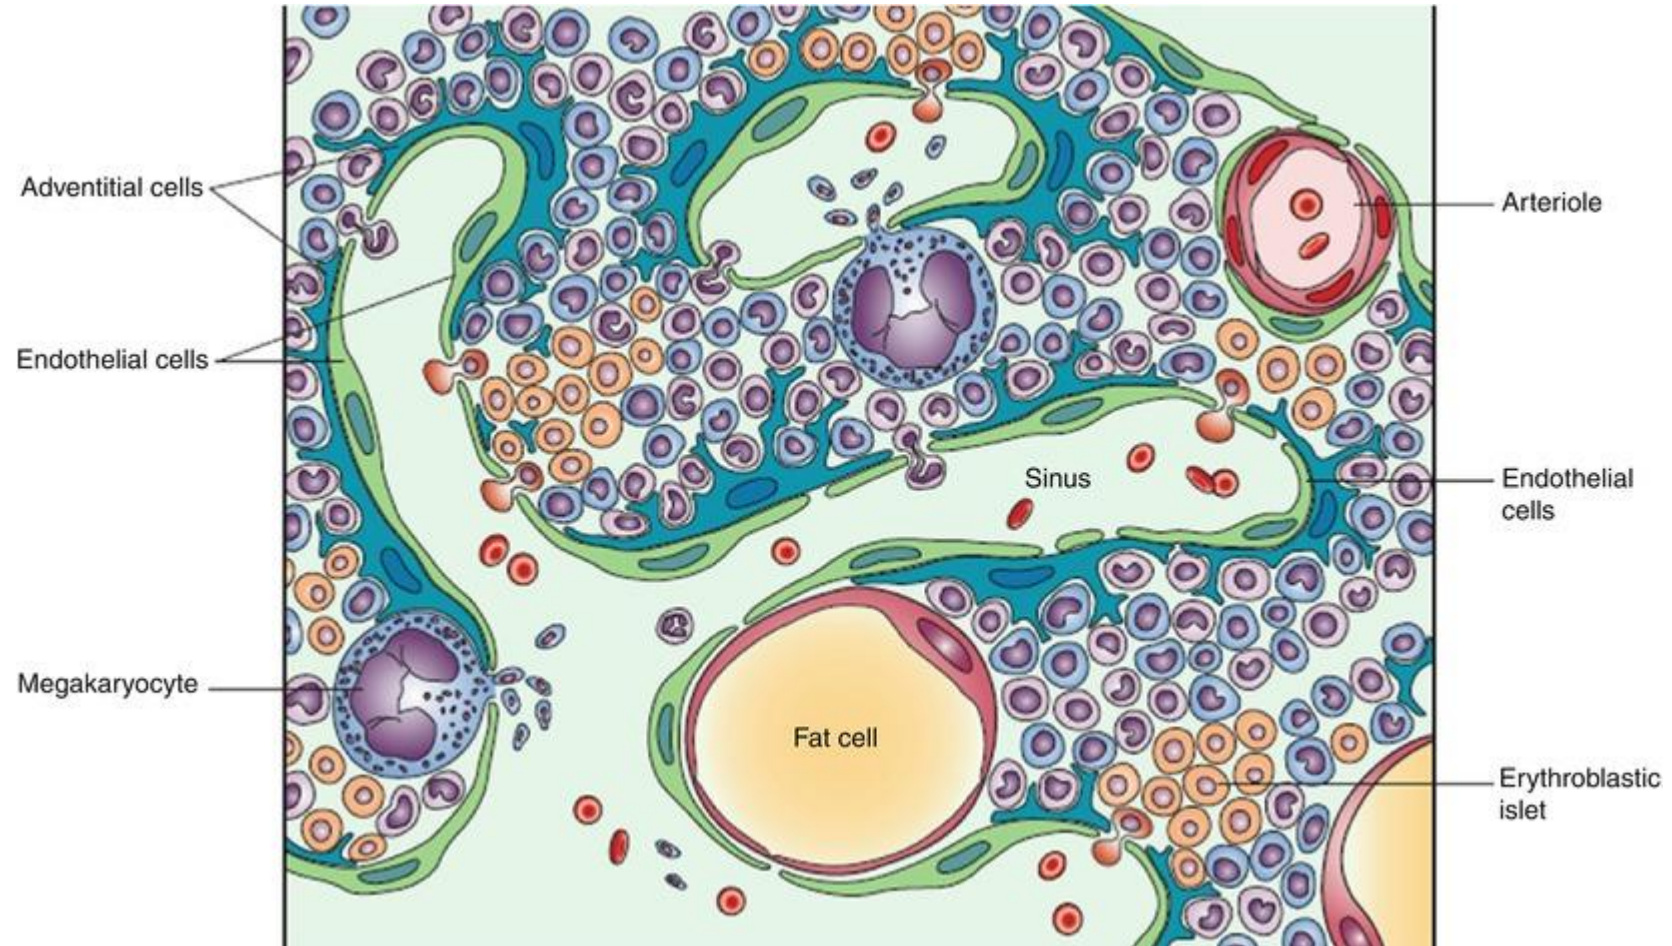 Adventitial cells
Endothelial cells
Megakaryocyte
Sinus
Fat cell
Arteriole
Endothelial
cells
Erythroblastic
islet